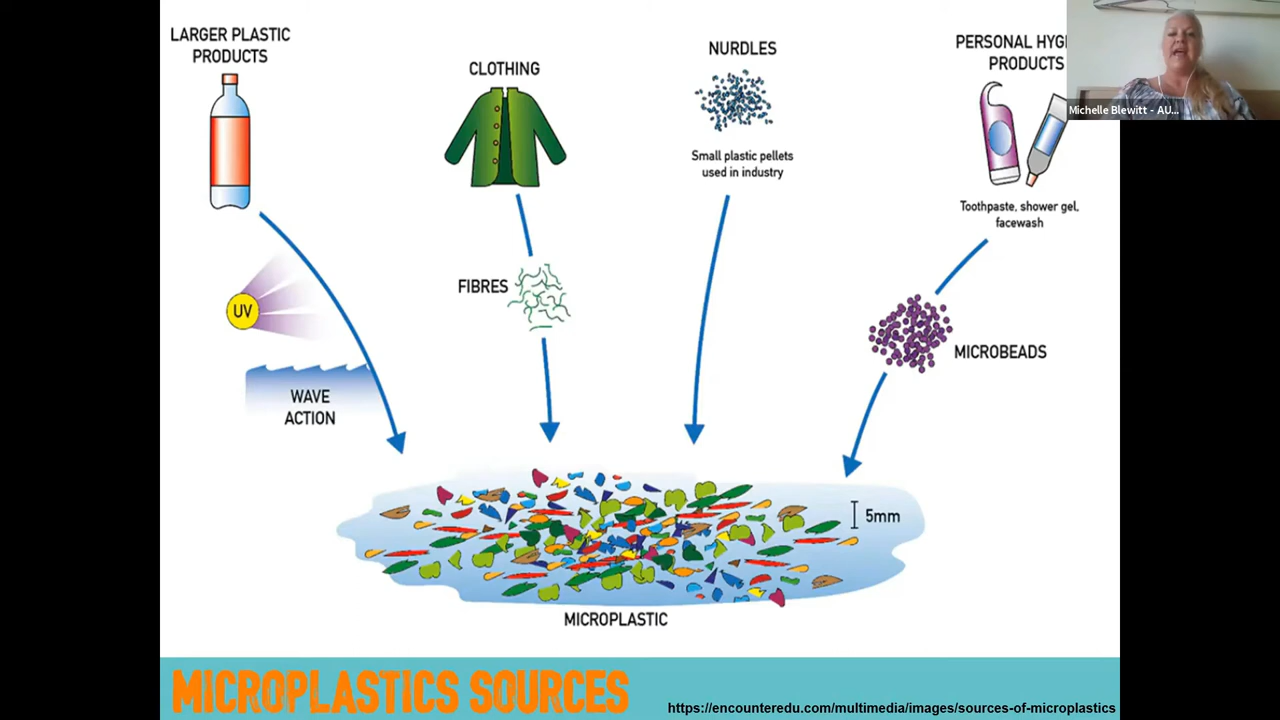 LARGER PLASTIC
PRODUCTS
CLOTHING
NURDLES
Small plastic pellets
used in industry
PERSONAL HYG
PRODUCTS
Michelle Blewitt - AU...
Toothpaste, shower gel,
facewash
UV
FIBRES
WAVE
ACTION
MICROBEADS
5mm
MICROPLASTIC
MICROPLASTICS SOURCES
https://encounteredu.com/multimedia/images/sources-of-microplastics